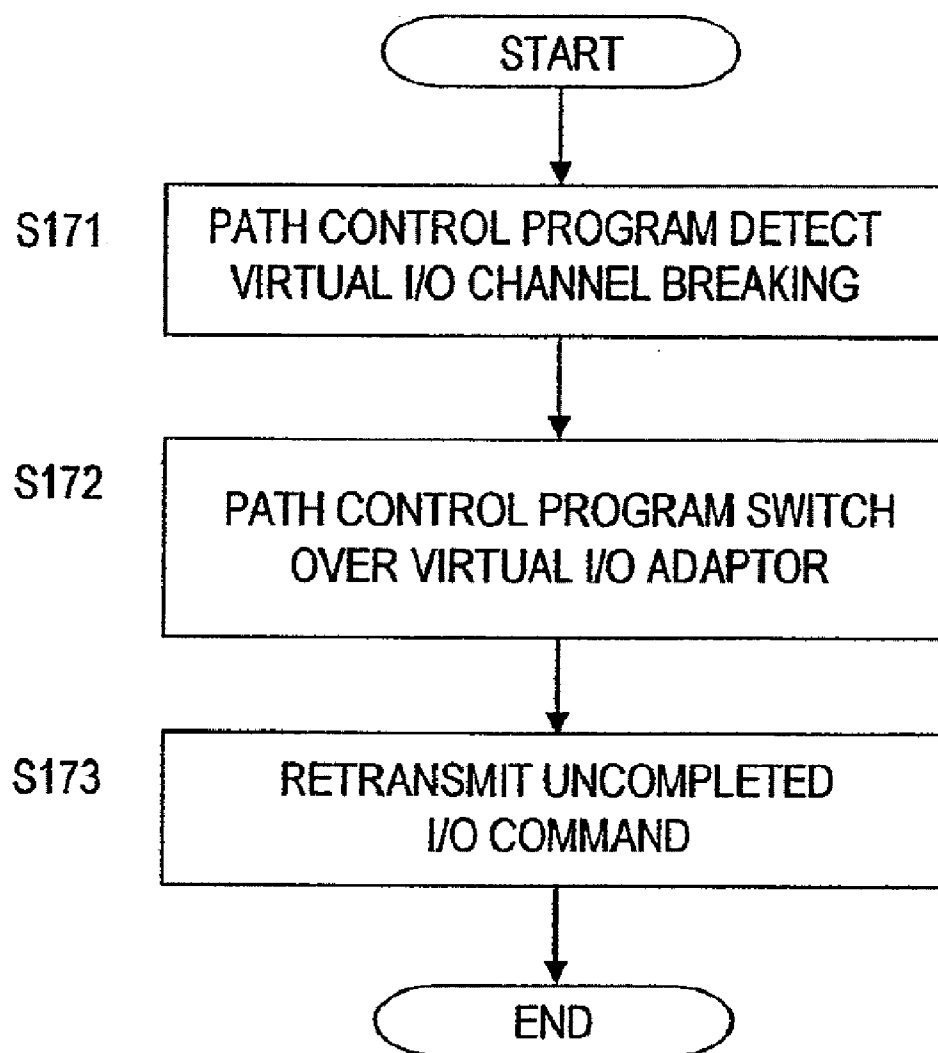 START
S171
PATH CONTROL PROGRAM DETECT
VIRTUAL I/O CHANNEL BREAKING
S172
PATH CONTROL PROGRAM SWITCH
OVER VIRTUAL I/O ADAPTOR
S173
RETRANSMIT UNCOMPLETED
I/O COMMAND
END